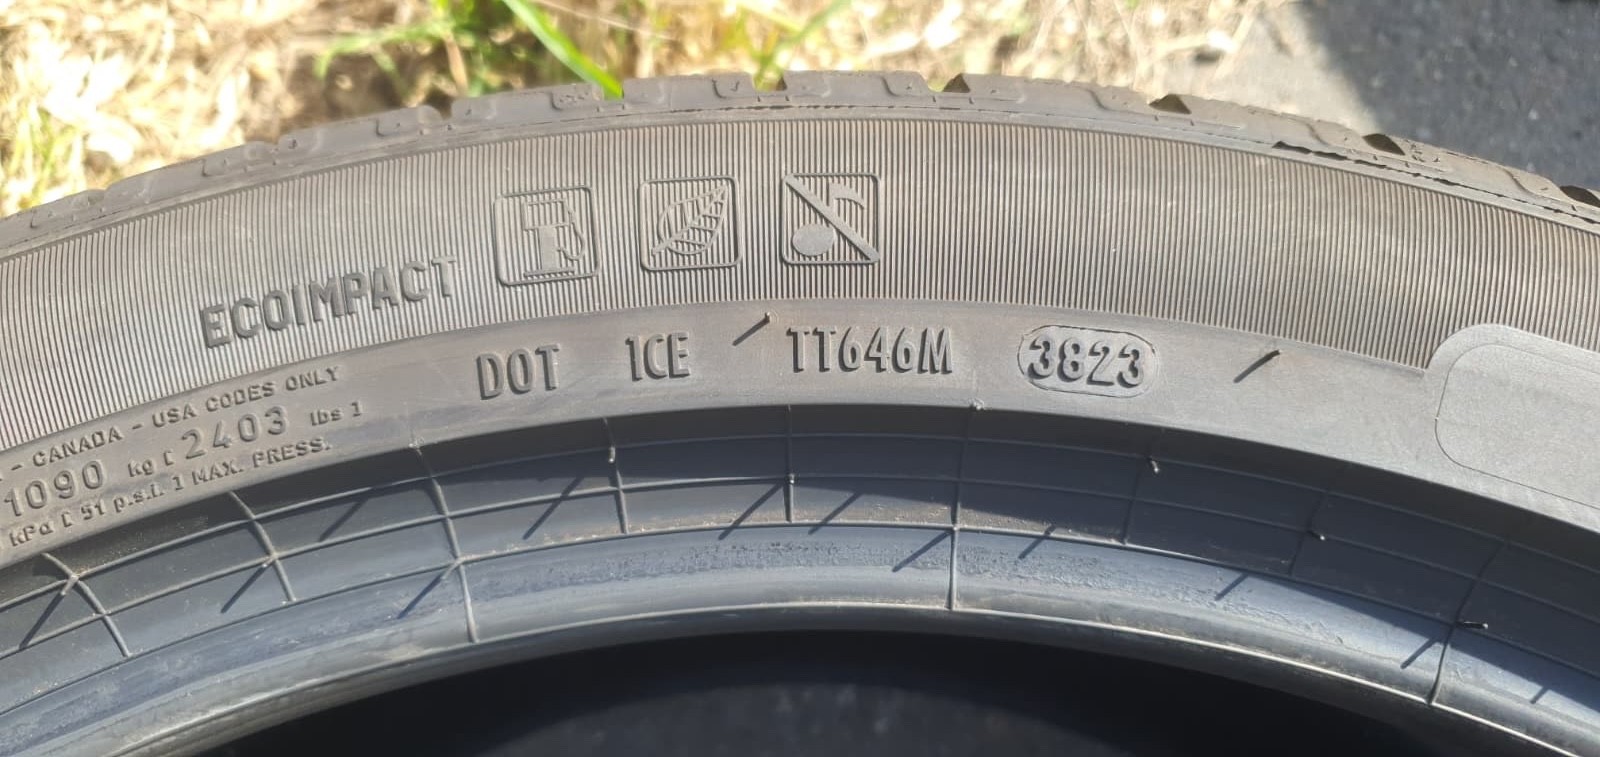 ECOIMPACT
DOT 1CE TT646M 3823
- CANADA - USA CODES ONLY
1090 kg [ 2403 lbs ]
kPa [ 51 p.s.i. ] MAX. PRESS.